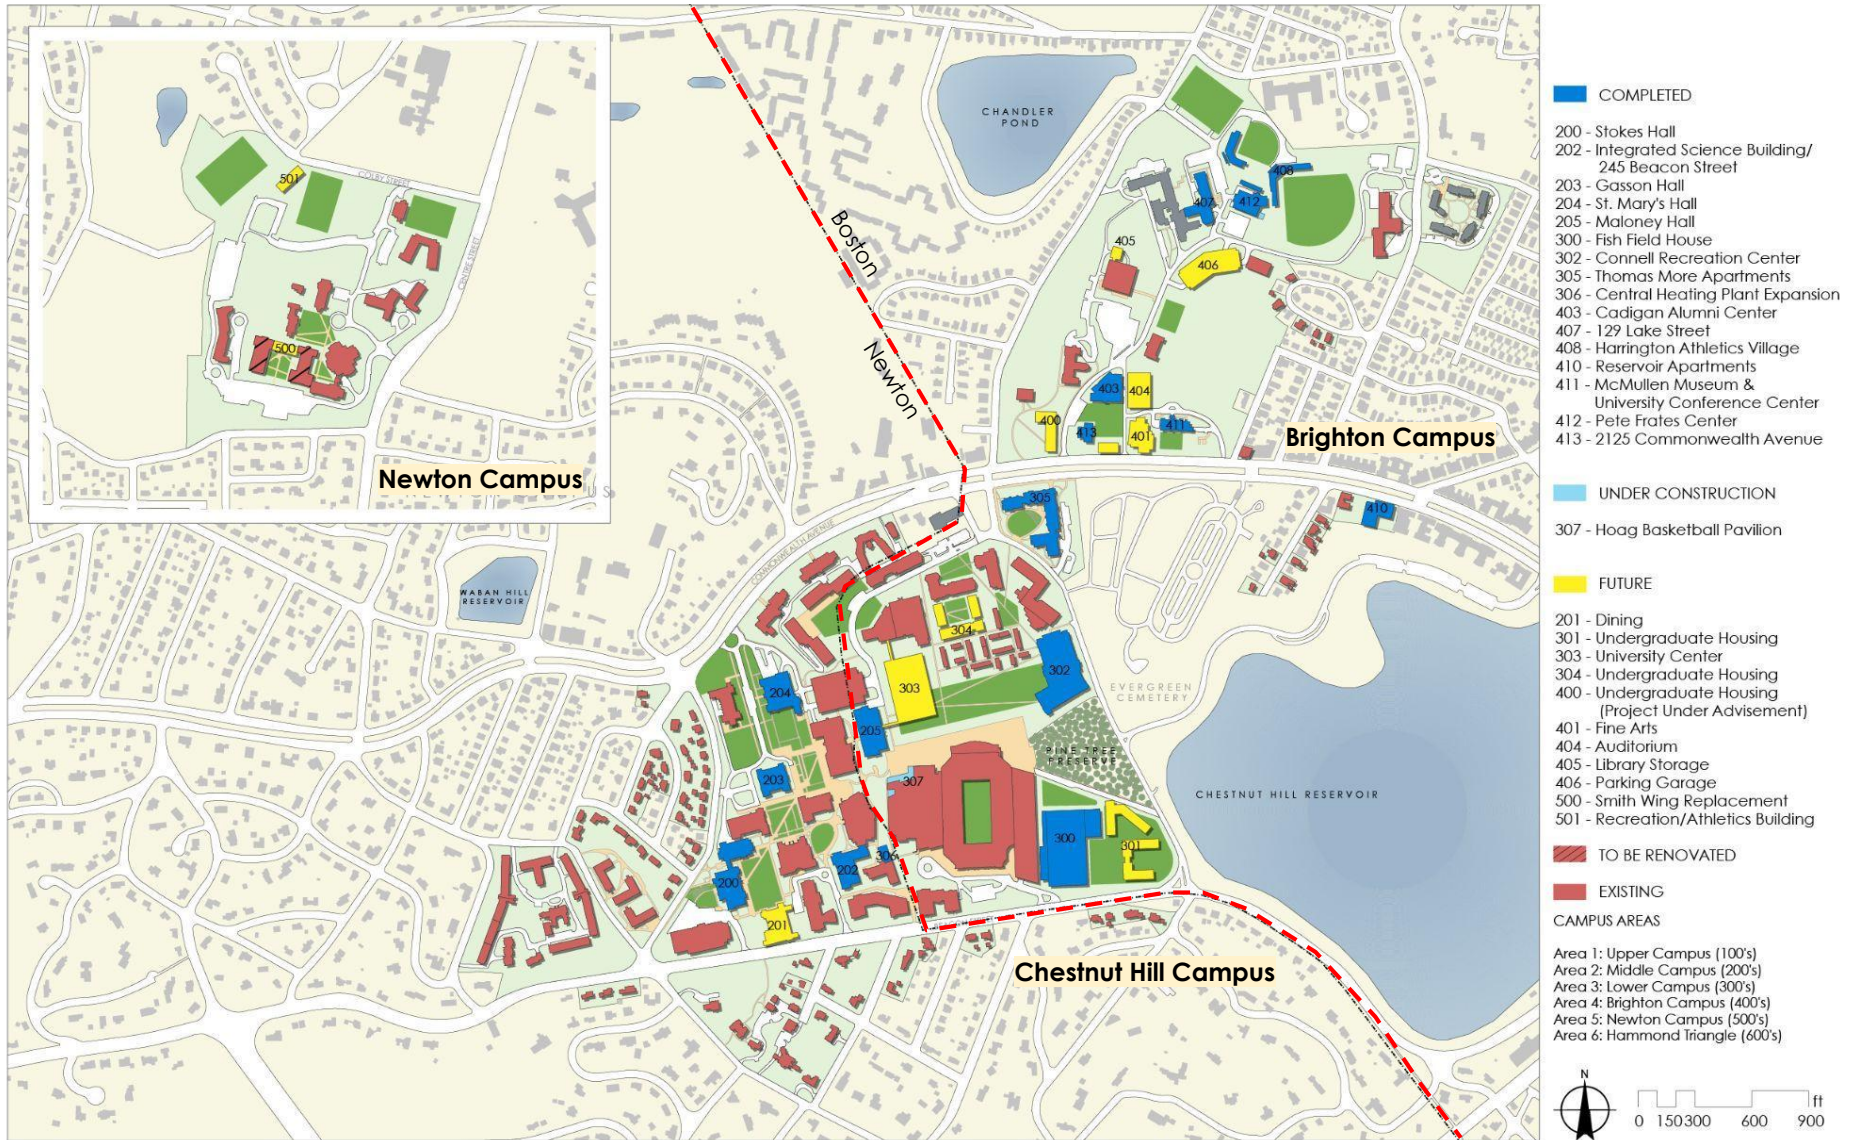 501
COLBY STREET
CENTRE STREET
500
Newton Campus
CHANDLER
POND
Boston
Newton
408
407
412
405
406
403
404
400
413
401
411
Brighton Campus
COMMONWEALTH AVENUE
305
410
WABAN HILL
RESERVOIR
304
302
303
204
205
EVERGREEN
CEMETERY
PINE TREE
PRESERVE
203
307
CHESTNUT HILL RESERVOIR
300
301
306
202
200
201
Chestnut Hill Campus
COMPLETED
200 - Stokes Hall
202 - Integrated Science Building/
245 Beacon Street
203 - Gasson Hall
204 - St. Mary's Hall
205 - Maloney Hall
300 - Fish Field House
302 - Connell Recreation Center
305 - Thomas More Apartments
306 - Central Heating Plant Expansion
403 - Cadigan Alumni Center
407 - 129 Lake Street
408 - Harrington Athletics Village
410 - Reservoir Apartments
411 - McMullen Museum &
University Conference Center
412 - Pete Frates Center
413 - 2125 Commonwealth Avenue
UNDER CONSTRUCTION
307 - Hoag Basketball Pavilion
FUTURE
201 - Dining
301 - Undergraduate Housing
303 - University Center
304 - Undergraduate Housing
400 - Undergraduate Housing
(Project Under Advisement)
401 - Fine Arts
404 - Auditorium
405 - Library Storage
406 - Parking Garage
500 - Smith Wing Replacement
501 - Recreation/Athletics Building
TO BE RENOVATED
EXISTING
CAMPUS AREAS
Area 1: Upper Campus (100's)
Area 2: Middle Campus (200's)
Area 3: Lower Campus (300's)
Area 4: Brighton Campus (400's)
Area 5: Newton Campus (500's)
Area 6: Hammond Triangle (600's)
N
ft
0 150 300 600 900